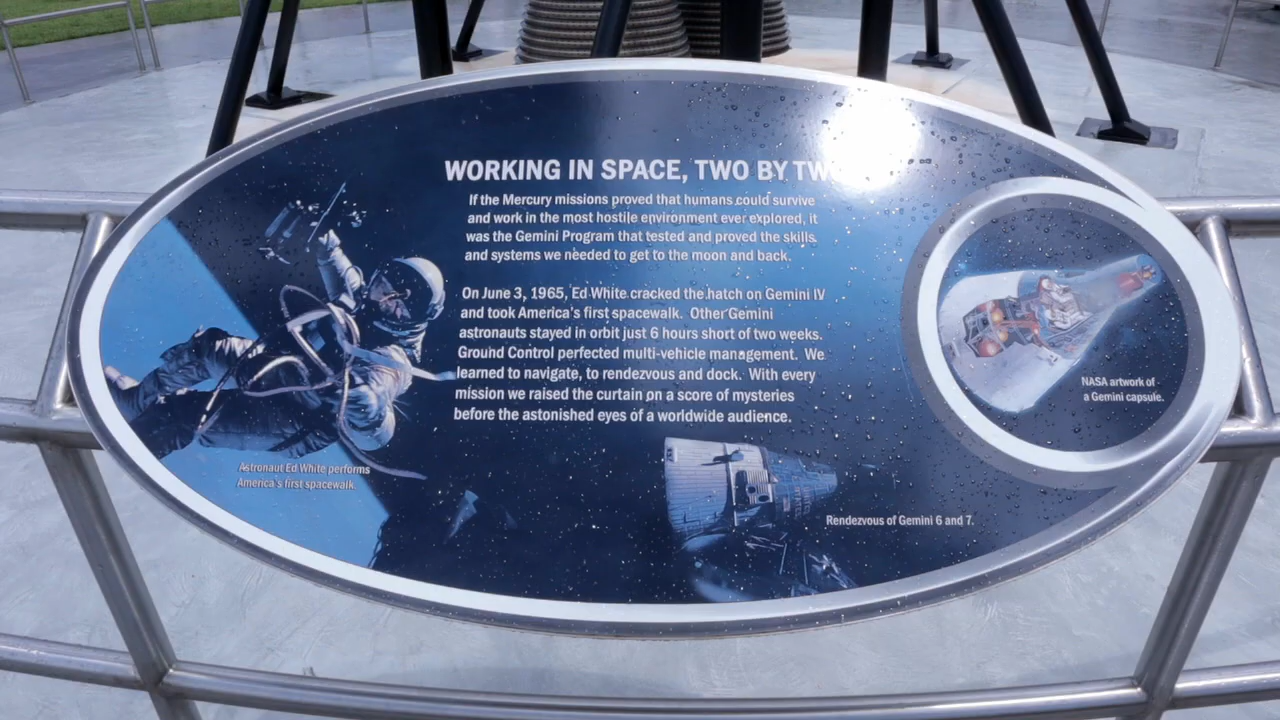 WORKING IN SPACE, TWO BY TW
If the Mercury missions proved that humans could survive
and work in the most hostile environment ever explored, it
was the Gemini Program that tested and proved the skills
and systems we needed to get to the moon and back.
On June 3, 1965, Ed White cracked the hatch on Gemini IV
and took America's first spacewalk. Other Gemini
astronauts stayed in orbit just 6 hours short of two weeks.
Ground Control perfected multi-vehicle management. We
learned to navigate, to rendezvous and dock. With every
mission we raised the curtain on a score of mysteries
before the astonished eyes of a worldwide audience.
NASA artwork of
a Gemini capsule.
Astronaut Ed White performs
America's first spacewalk.
Rendezvous of Gemini 6 and 7.